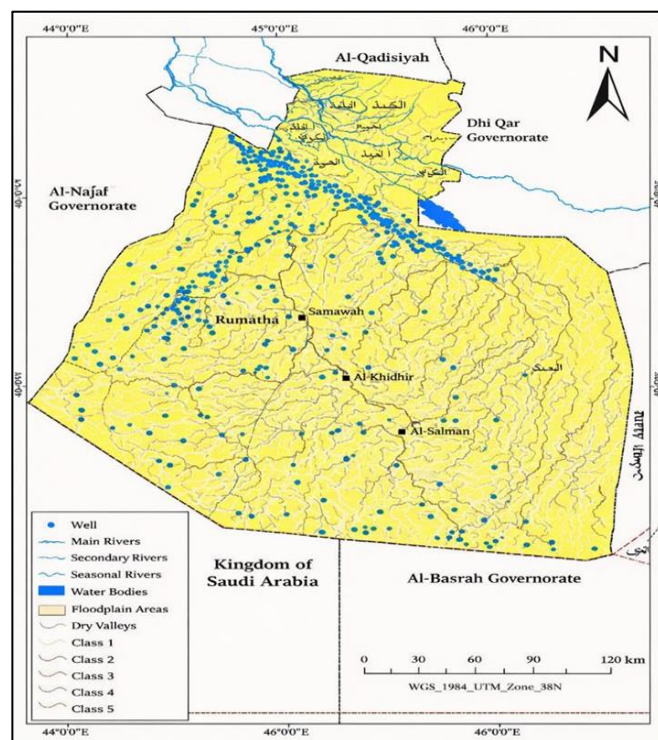 44°0'0"E
45°0'0"E
46°0'0"E
Al-Qadisiyah
N
Dhi Qar
Governorate
Al-Najaf
Governorate
Samawah
Rumatha
Al-Khidhir
Al-Salman
Well
Main Rivers
Secondary Rivers
Seasonal Rivers
Water Bodies
Floodplain Areas
Dry Valleys
Class 1
Class 2
Class 3
Class 4
Class 5
Kingdom of
Saudi Arabia
Al-Basrah Governorate
0 30 60 90 120 km
WGS_1984_UTM_Zone_38N
44°0'0"E
46°0'0"E
46°0'0"E